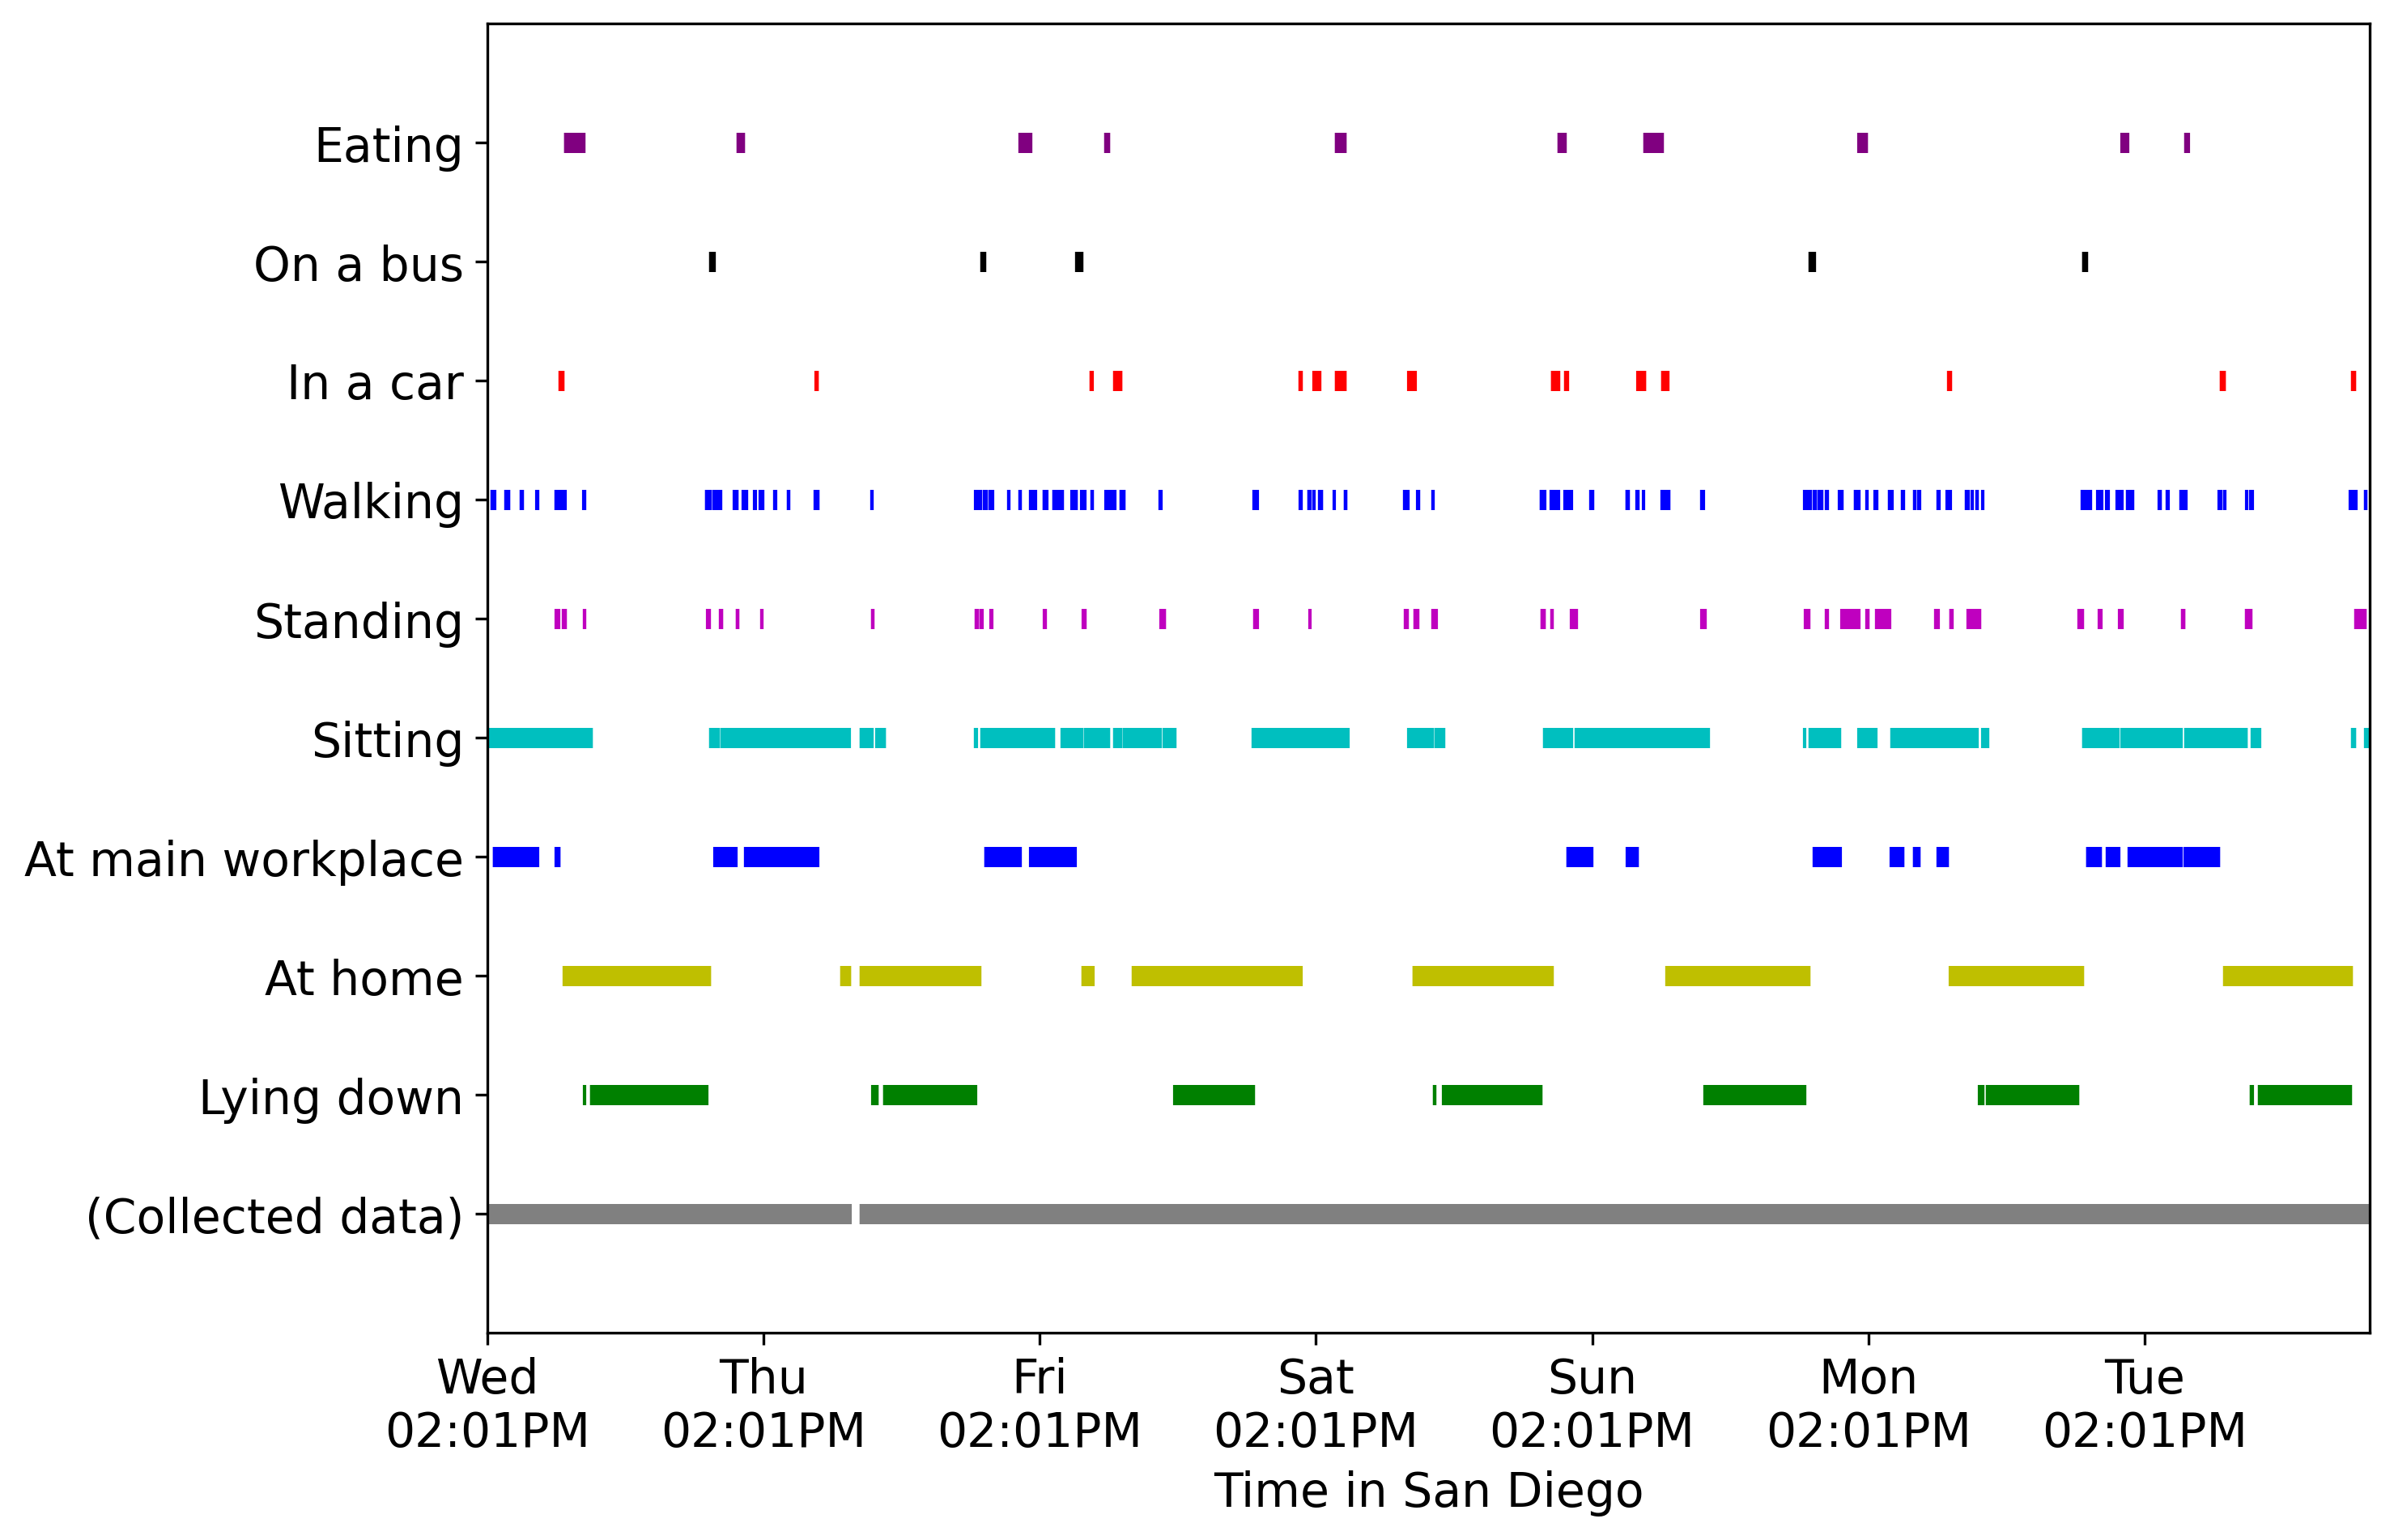 Eating
On a bus
In a car
Walking
Standing
Sitting
At main workplace
At home
Lying down
(Collected data)
Wed Thu Fri Sat Sun Mon Tue
02:01PM 02:01PM 02:01PM 02:01PM 02:01PM 02:01PM 02:01PM
Time in San Diego